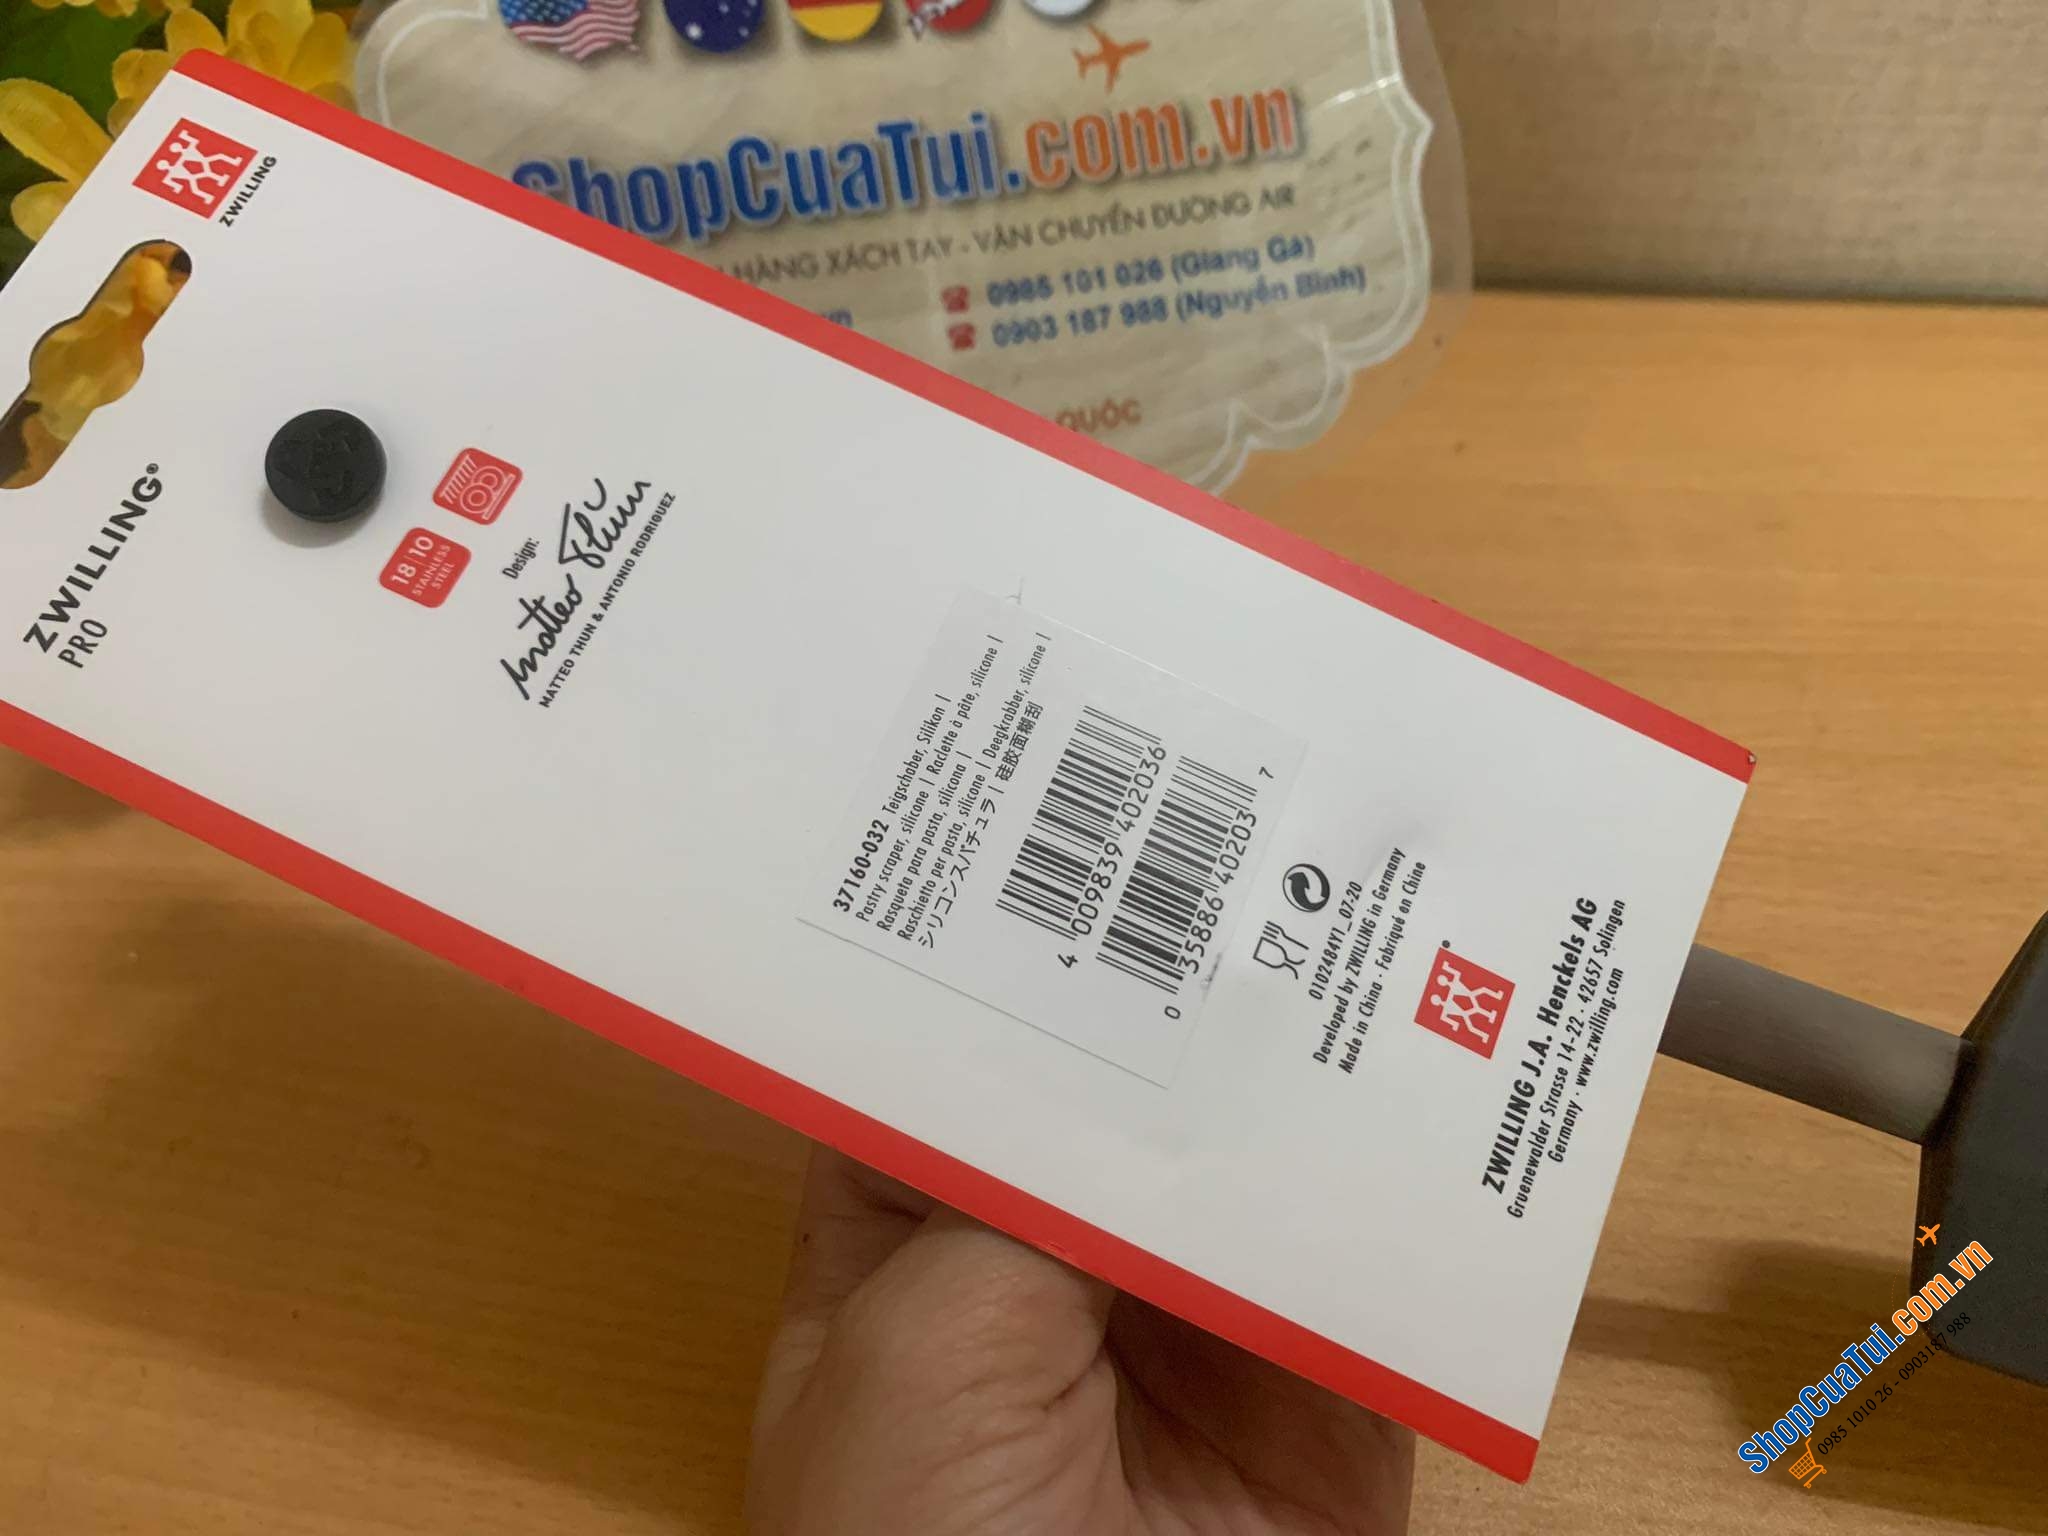 ShopCuaTui.com.vn
HÀNG XÁCH TAY - VẬN CHUYỂN ĐƯỜNG AIR
0985 101 026 (Giang Gà)
vn
0903 187 988 (Nguyễn Bình)
QUỐC
ZWILLING
ZWILLING®
PRO
18|10
STAINLESS
STEEL
Design:
Matteo Thun
MATTEO THUN & ANTONIO RODRIGUEZ
37160-032 Teigschaber, Silikon |
Pastry scraper, silicone | Raclette à pâte, silicone |
Rasqueta para pasta, silicona |
Raschietto per pasta, silicone | Deegkrabber, silicone |
シリコンスパチュラ | 硅胶面糊刮
4 009839 402036
0 35886 40203 7
0102484Y1_07-20
Developed by ZWILLING in Germany
Made in China · Fabriqué en Chine
ZWILLING J.A. Henckels AG
Gruenewalder Strasse 14-22 · 42657 Solingen
Germany · www.zwilling.com
ShopCuaTui.com.vn
0985 1010 26 - 0903187 988